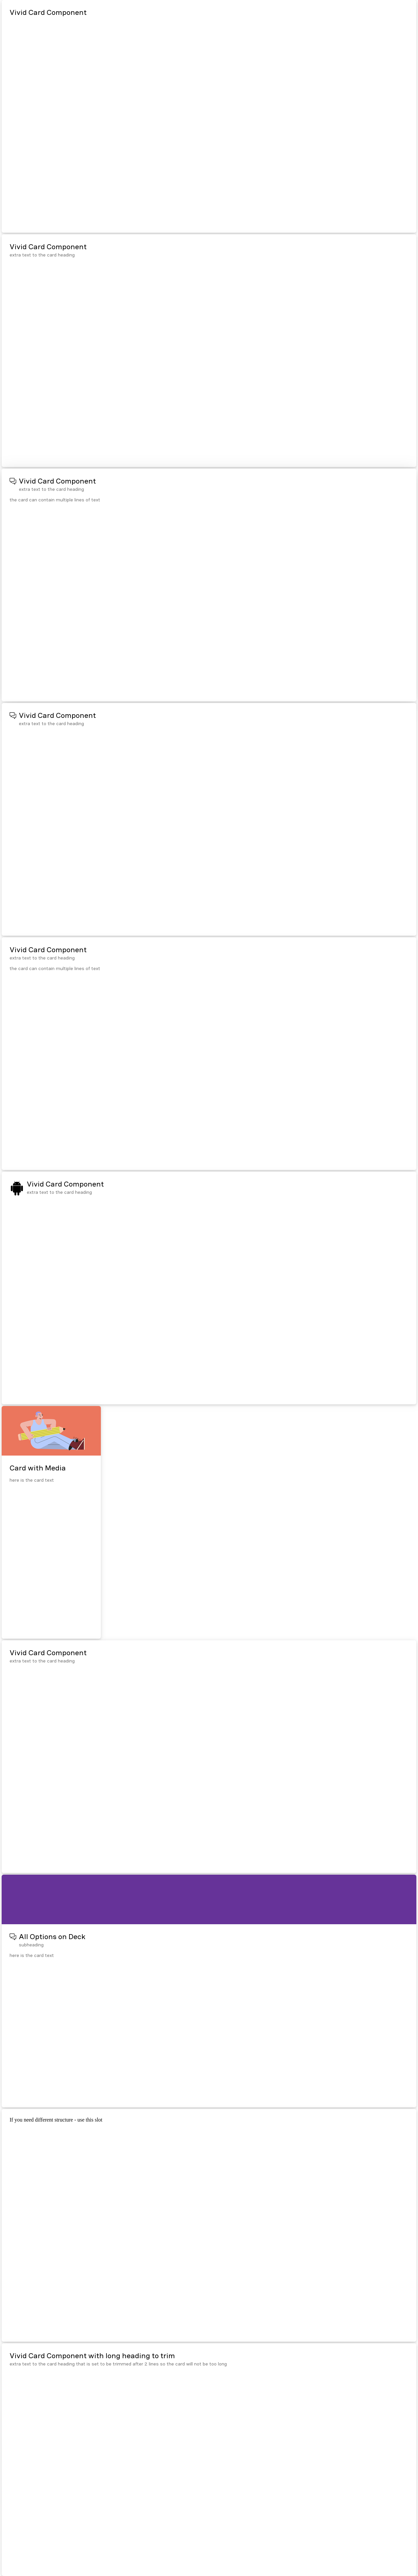 Vivid Card Component
Vivid Card Component
extra text to the card heading
Vivid Card Component
extra text to the card heading
the card can contain multiple lines of text
Vivid Card Component
extra text to the card heading
Vivid Card Component
extra text to the card heading
the card can contain multiple lines of text
Vivid Card Component
extra text to the card heading
Card with Media
here is the card text
Vivid Card Component
extra text to the card heading
All Options on Deck
subheading
here is the card text
If you need different structure - use this slot
Vivid Card Component with long heading to trim
extra text to the card heading that is set to be trimmed after 2 lines so the card will not be too long